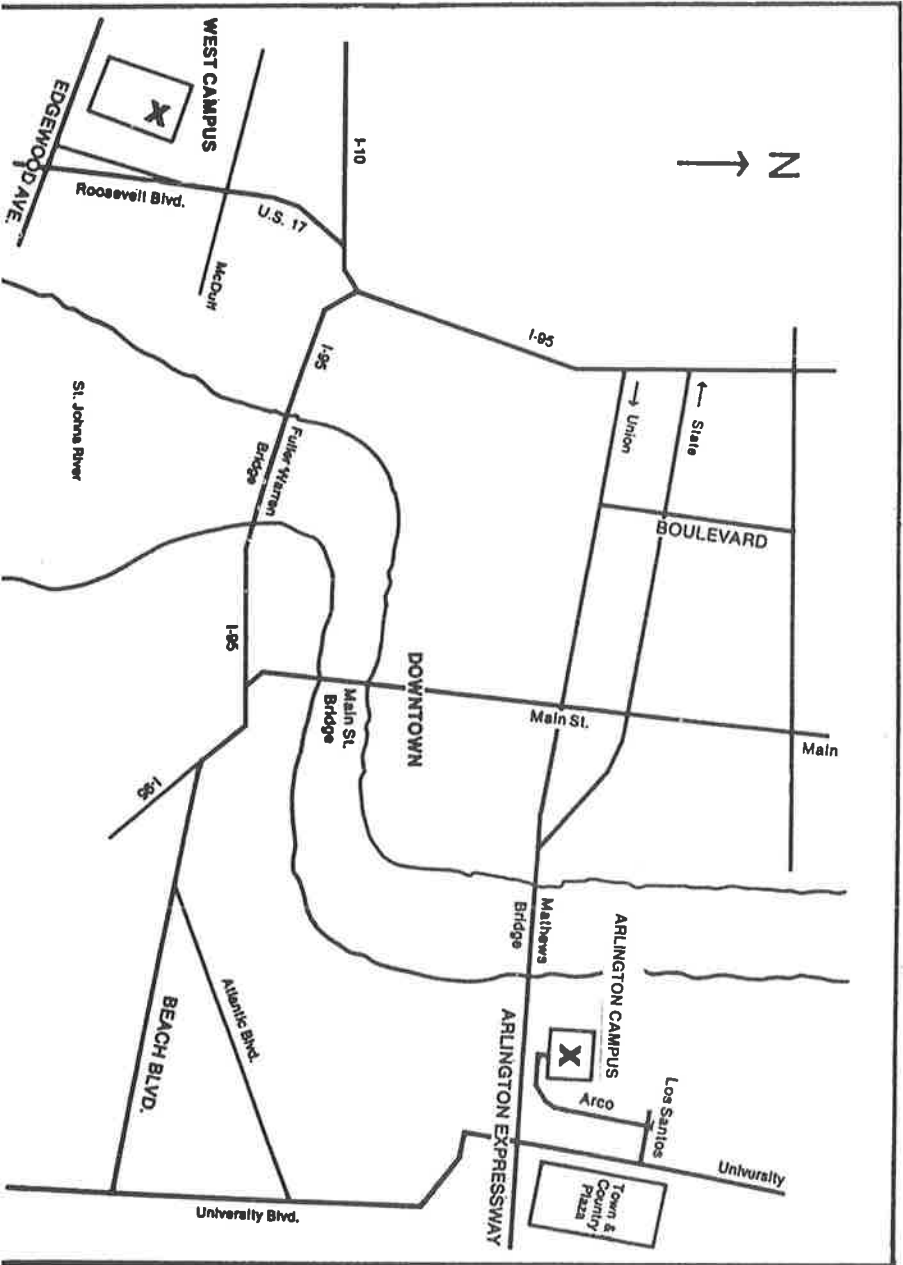 N
WEST CAMPUS
X
EDGEWOOD AVE.
Roosevelt Blvd.
U.S. 17
McDuff
I-10
I-95
I-95
Fuller Warren
Bridge
St. Johns River
I-95
I-95
State
Union
BOULEVARD
DOWNTOWN
Main St.
Bridge
Main St.
Main
Mathews
Bridge
ARLINGTON CAMPUS
X
Arco
Los Santos
University
Town &
Country
Plaza
ARLINGTON EXPRESSWAY
Atlantic Blvd.
BEACH BLVD.
University Blvd.